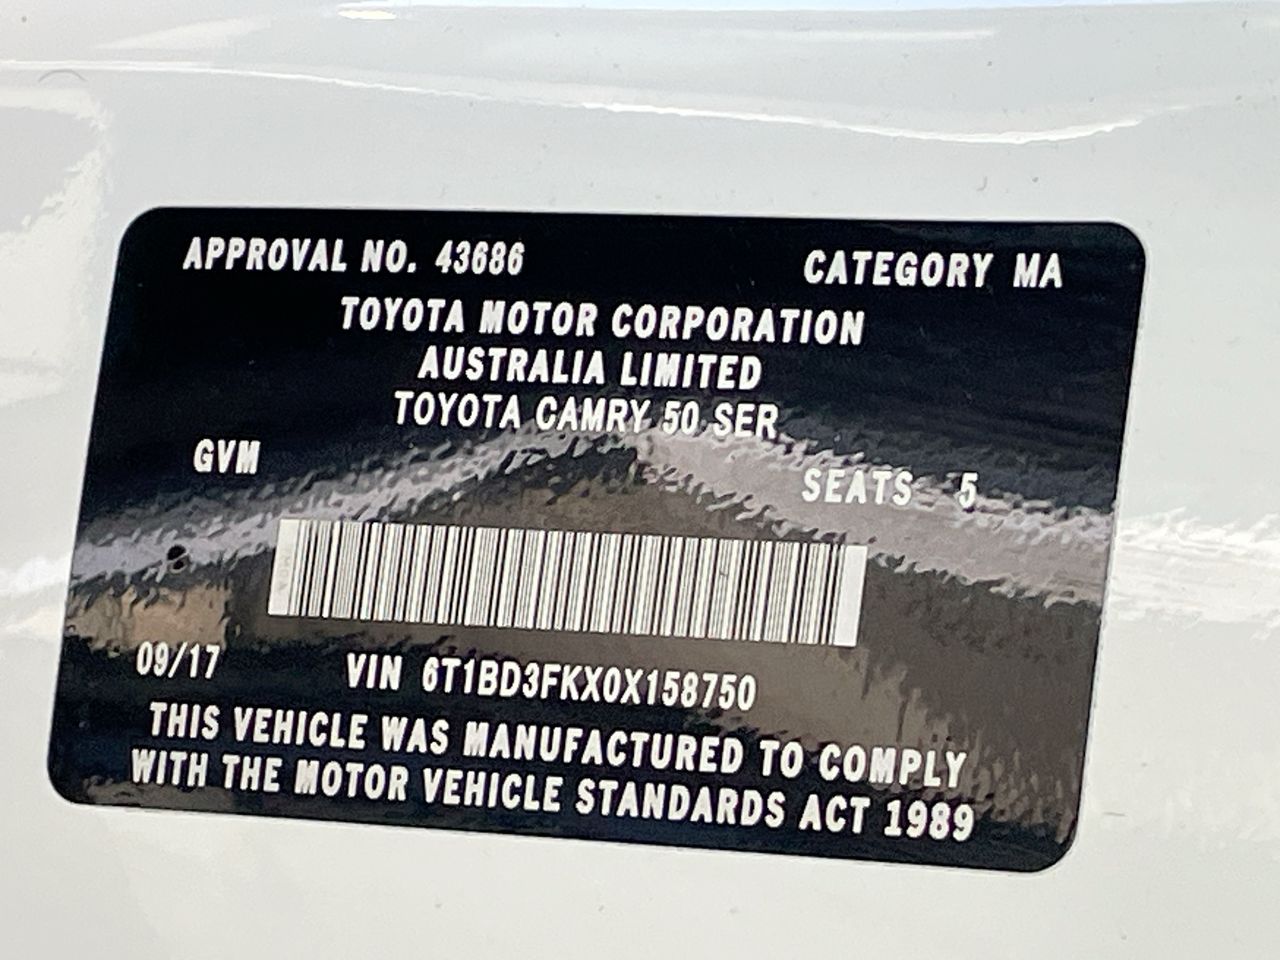 APPROVAL NO. 43686 CATEGORY MA
TOYOTA MOTOR CORPORATION
AUSTRALIA LIMITED
TOYOTA CAMRY 50 SER
GVM SEATS 5
09/17 VIN 6T1BD3FKX0X158750
THIS VEHICLE WAS MANUFACTURED TO COMPLY
WITH THE MOTOR VEHICLE STANDARDS ACT 1989